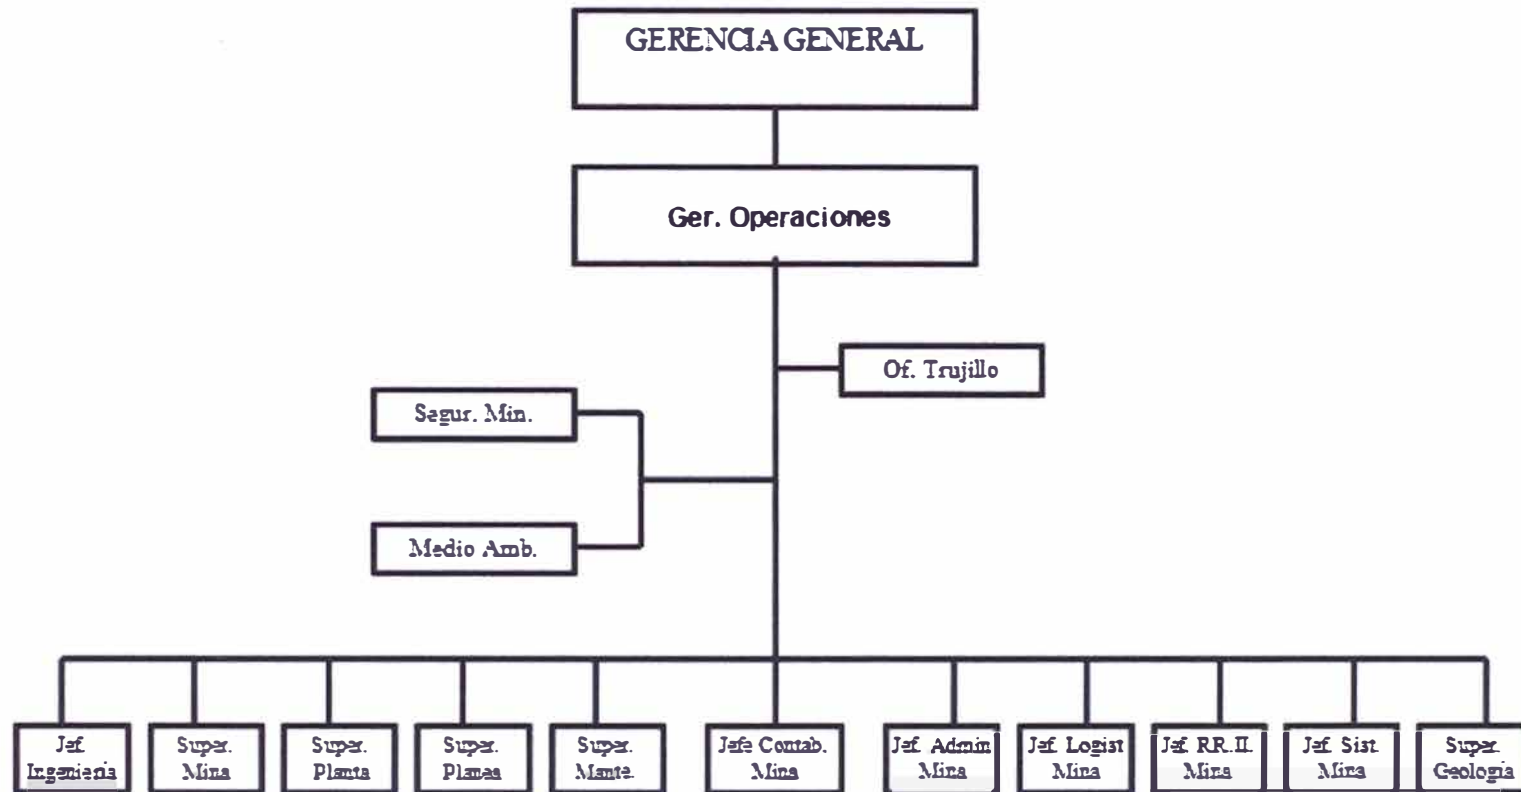 GERENCIA GENERAL
Ger. Operaciones
Of. Trujillo
Segur. Min.
Medio Amb.
Jef.
Ingenieria
Super.
Mina
Super.
Planta
Super.
Super.
Mante.
Jefe Contab.
Mina
Jef. Admin
Mina
Jef. Logist
Mina
Jef. RR.II.
Mina
Jef. Sist.
Mina
Super.
Geologia